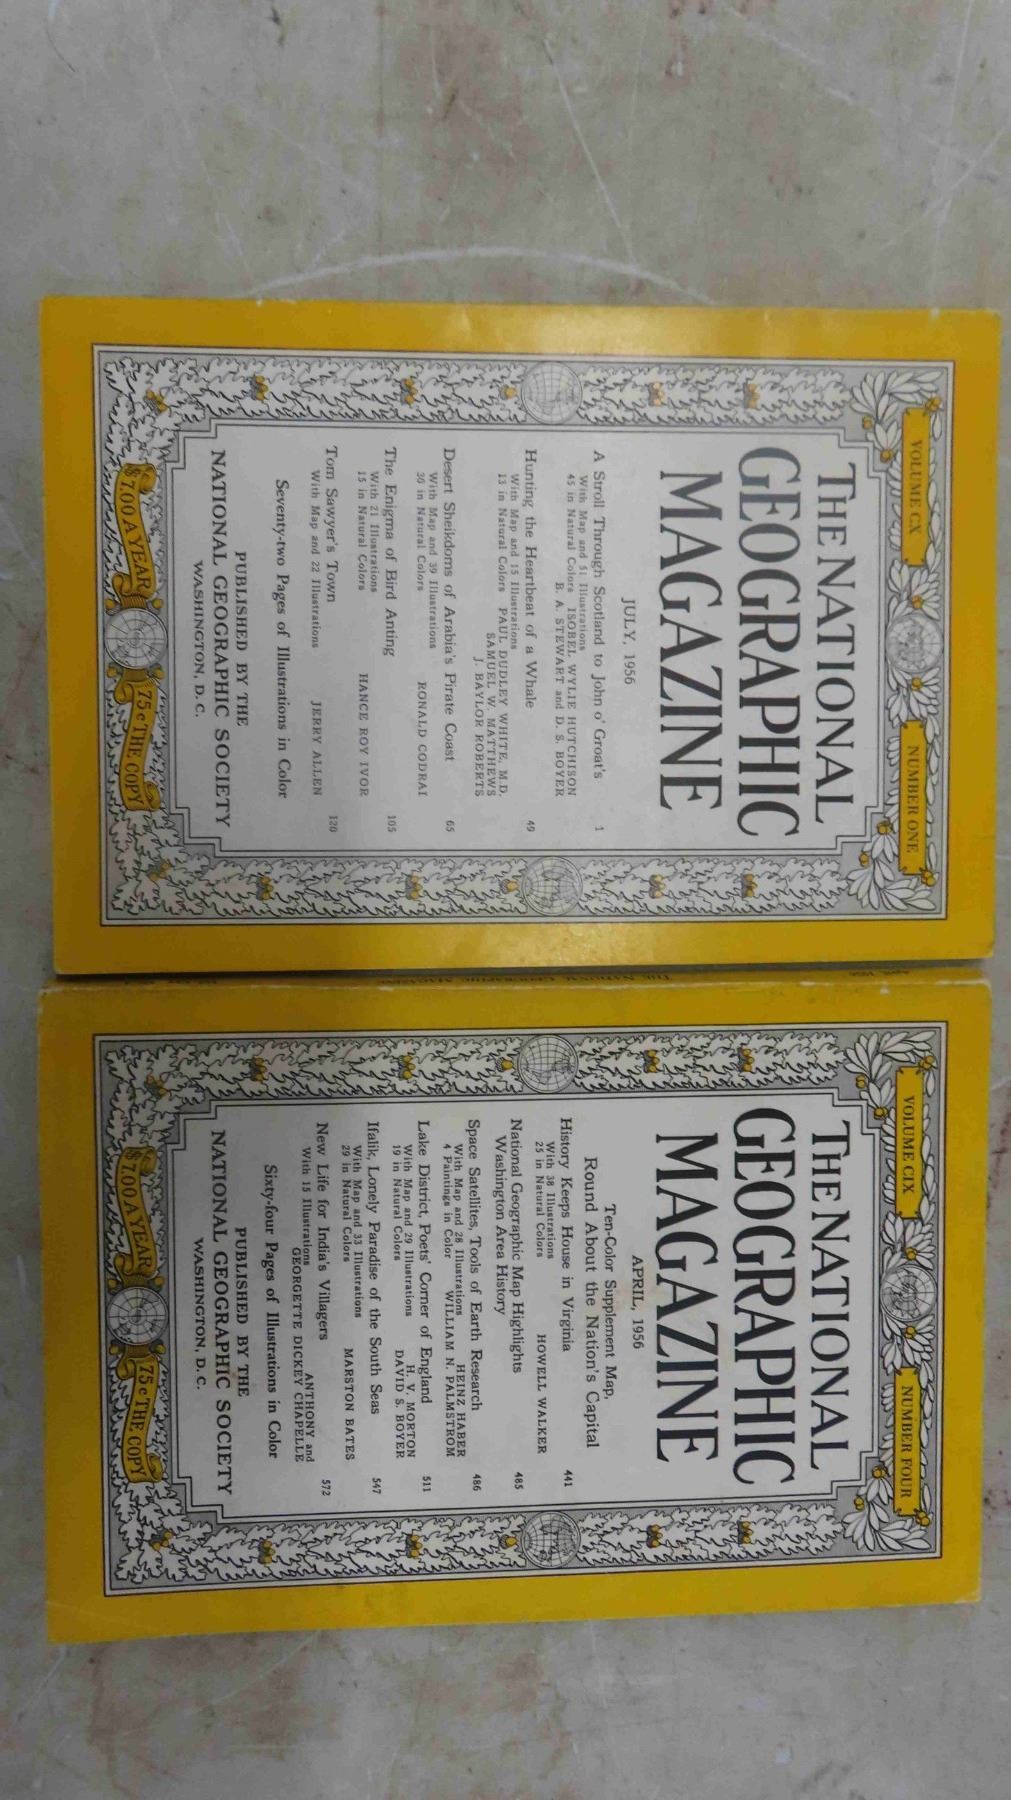 VOLUME CX
NUMBER ONE
THE NATIONAL
GEOGRAPHIC
MAGAZINE
JULY, 1956
A Stroll Through Scotland to John o' Groat's 1
With Map and 51 Illustrations
45 in Natural Colors ISOBEL WYLIE HUTCHISON
B. A. STEWART and D. S. BOYER
Hunting the Heartbeat of a Whale 49
With Map and 15 Illustrations
13 in Natural Colors PAUL DUDLEY WHITE, M.D.
SAMUEL W. MATTHEWS
J. BAYLOR ROBERTS
Desert Sheikdoms of Arabia's Pirate Coast 65
With Map and 39 Illustrations
30 in Natural Colors RONALD CODRAI
The Enigma of Bird Anting 105
With 21 Illustrations
15 in Natural Colors HANCE ROY IVOR
Tom Sawyer's Town 120
With Map and 22 Illustrations JERRY ALLEN
Seventy-two Pages of Illustrations in Color
PUBLISHED BY THE
NATIONAL GEOGRAPHIC SOCIETY
WASHINGTON, D. C.
$7.00 A YEAR
75c THE COPY
April, 1956
THE NATIONAL GEOGRAPHIC MAGAZINE
VOLUME CIX
NUMBER FOUR
THE NATIONAL
GEOGRAPHIC
MAGAZINE
APRIL, 1956
Ten-Color Supplement Map,
Round About the Nation's Capital
History Keeps House in Virginia 441
With 38 Illustrations
25 in Natural Colors HOWELL WALKER
National Geographic Map Highlights
Washington Area History 485
Space Satellites, Tools of Earth Research 486
With Map and 28 Illustrations HEINZ HABER
4 Paintings in Color WILLIAM N. PALMSTROM
Lake District, Poets' Corner of England 511
With Map and 29 Illustrations H. V. MORTON
19 in Natural Colors DAVID S. BOYER
Ifalik, Lonely Paradise of the South Seas 547
With Map and 33 Illustrations
29 in Natural Colors MARSTON BATES
New Life for India's Villagers 572
With 15 Illustrations ANTHONY and
GEORGETTE DICKEY CHAPELLE
Sixty-four Pages of Illustrations in Color
PUBLISHED BY THE
NATIONAL GEOGRAPHIC SOCIETY
WASHINGTON, D. C.
$7.00 A YEAR
75c THE COPY